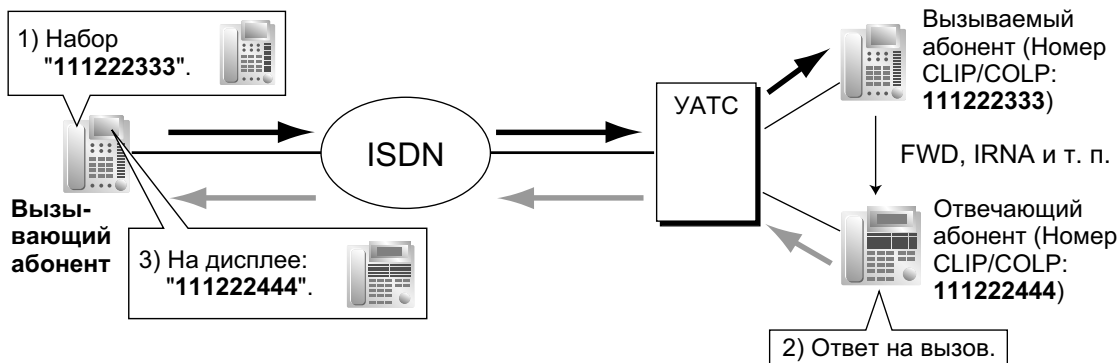 1) Набор
"111222333".
Вызы-
вающий
абонент
3) На дисплее:
"111222444".
ISDN
УАТС
Вызываемый
абонент (Номер
CLIP/COLP:
111222333)
FWD, IRNA и т. п.
Отвечающий
абонент (Номер
CLIP/COLP:
111222444)
2) Ответ на вызов.